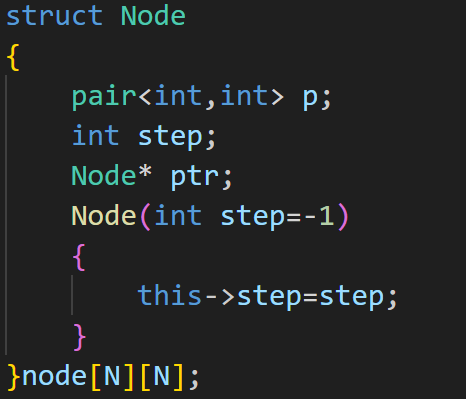 struct Node
{
    pair<int,int> p;
    int step;
    Node* ptr;
    Node(int step=-1)
    {
        this->step=step;
    }
}node[N][N];